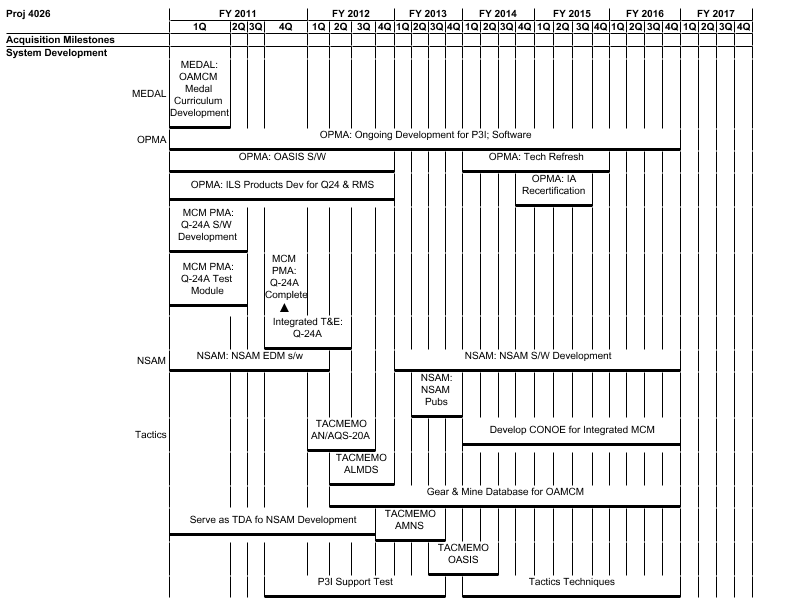 Proj 4026
FY 2011 FY 2012 FY 2013 FY 2014 FY 2015 FY 2016 FY 2017
1Q 2Q 3Q 4Q 1Q 2Q 3Q 4Q 1Q 2Q 3Q 4Q 1Q 2Q 3Q 4Q 1Q 2Q 3Q 4Q 1Q 2Q 3Q 4Q 1Q 2Q 3Q 4Q
Acquisition Milestones
System Development
MEDAL
MEDAL:
OAMCM
Medal
Curriculum
Development
OPMA
OPMA: Ongoing Development for P3I; Software
OPMA: OASIS S/W
OPMA: Tech Refresh
OPMA: ILS Products Dev for Q24 & RMS
OPMA: IA
Recertification
MCM PMA:
Q-24A S/W
Development
MCM PMA:
Q-24A Test
Module
MCM
PMA:
Q-24A
Complete
Integrated T&E:
Q-24A
NSAM
NSAM: NSAM EDM s/w
NSAM: NSAM S/W Development
NSAM:
NSAM
Pubs
Tactics
TACMEMO
AN/AQS-20A
Develop CONOE for Integrated MCM
TACMEMO
ALMDS
Gear & Mine Database for OAMCM
Serve as TDA fo NSAM Development
TACMEMO
AMNS
TACMEMO
OASIS
P3I Support Test
Tactics Techniques